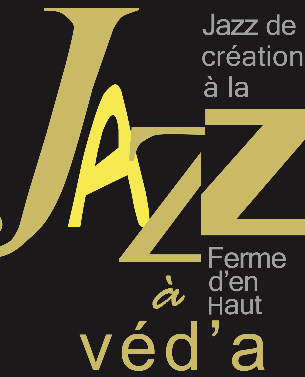 Jazz de
création
à la
JAZZ
Ferme
d'en
Haut
à
véd'a